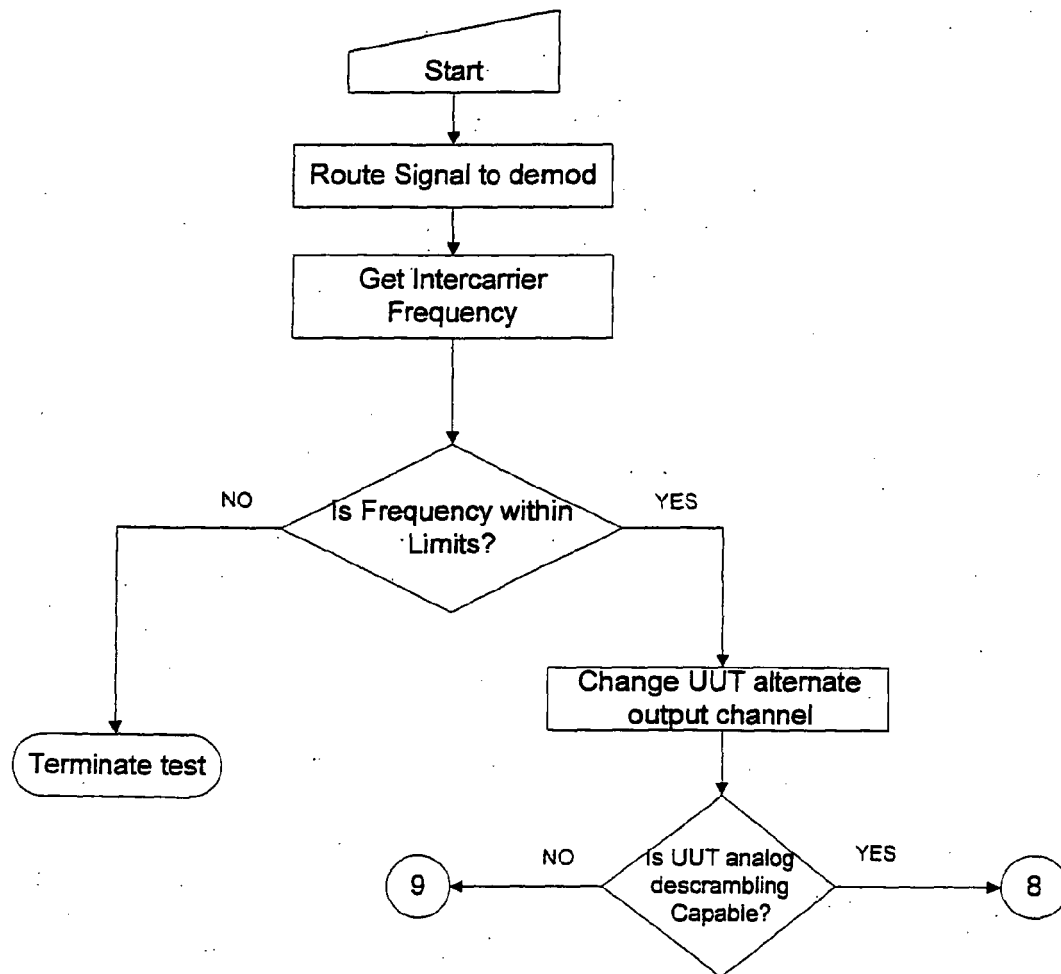 Start
Route Signal to demod
Get Intercarrier
Frequency
NO
Is Frequency within
Limits?
YES
Change UUT alternate
output channel
Terminate test
NO
Is UUT analog
descrambling
Capable?
YES
9
8